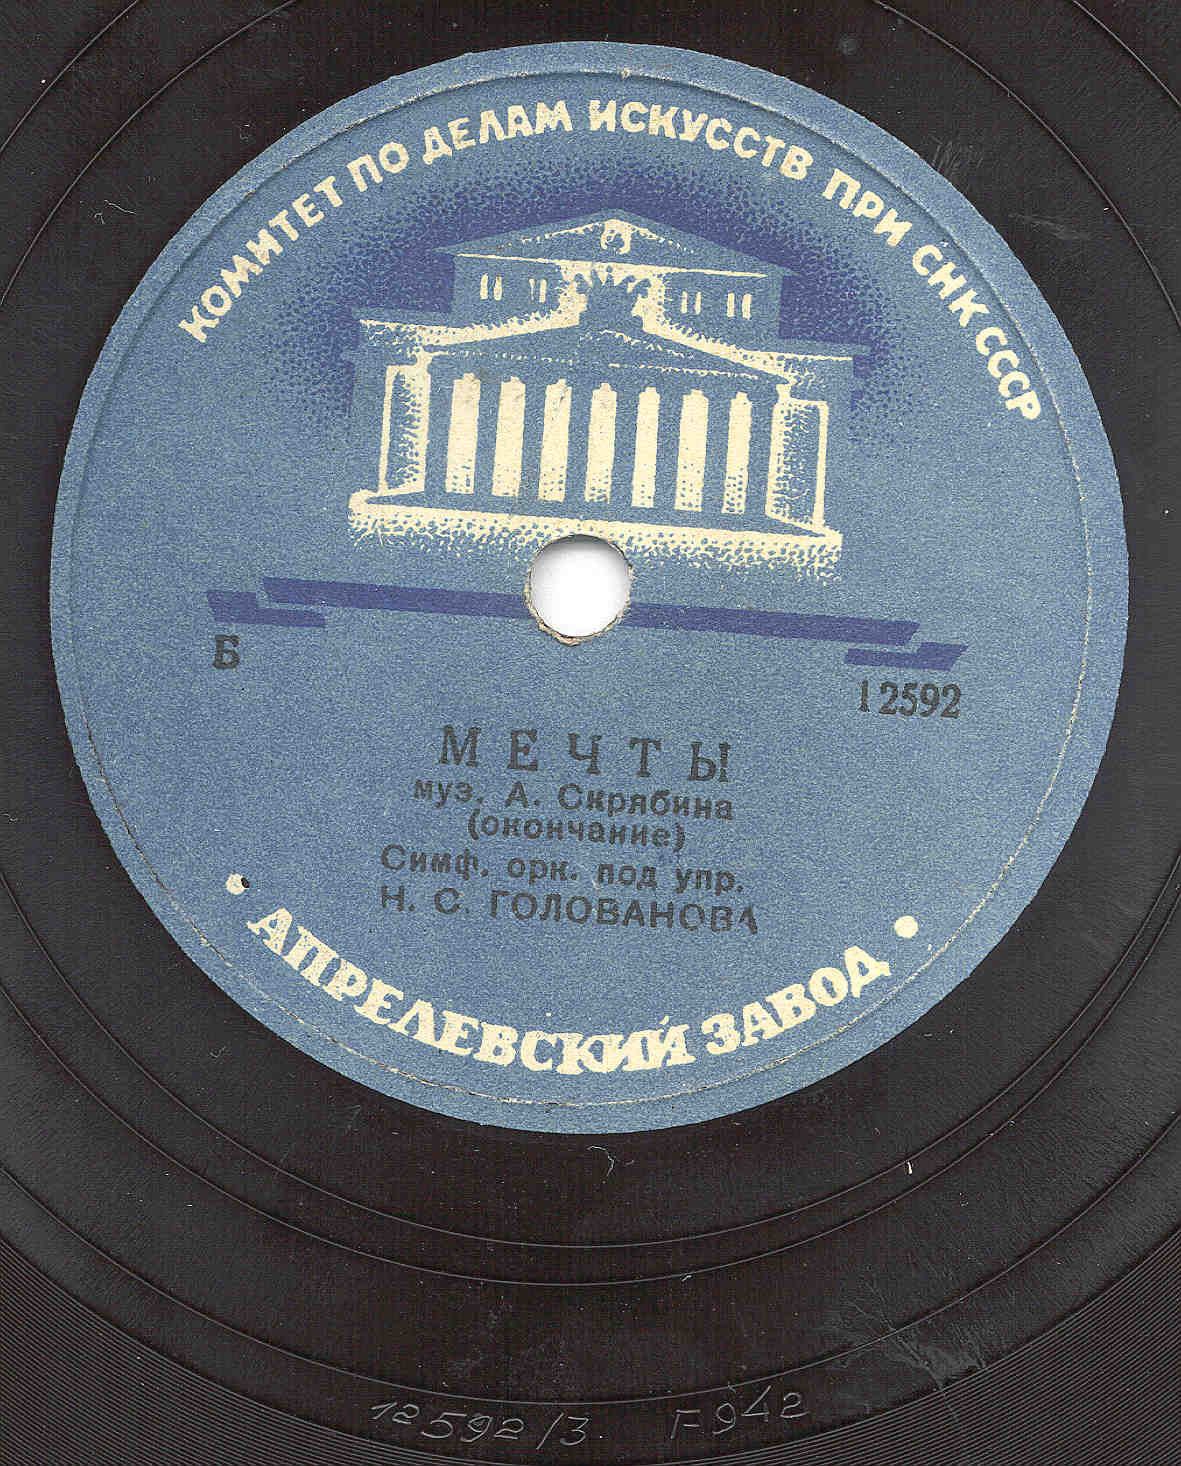 КОМИТЕТ ПО ДЕЛАМ ИСКУССТВ ПРИ СНК СССР
Б
12592
МЕЧТЫ
муз. А. Скрябина
(окончание)
Симф. орк. под упр.
Н. С. ГОЛОВАНОВА
• АПРЕЛЕВСКИЙ ЗАВОД •
12592/3 F942